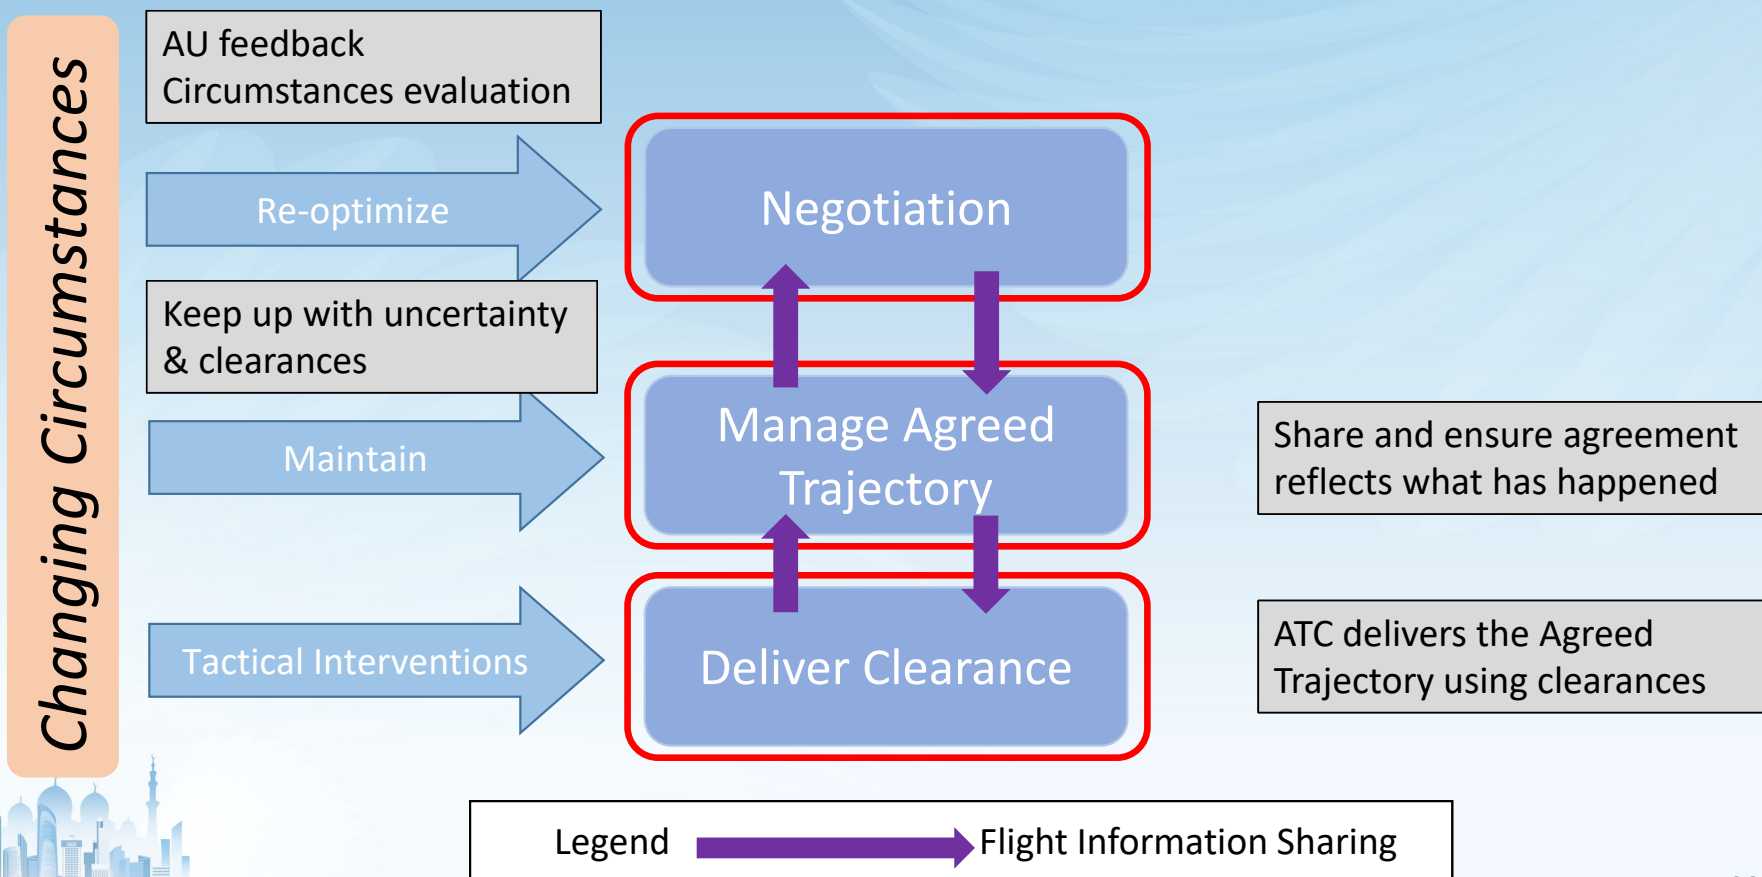 Changing Circumstances
AU feedback
Circumstances evaluation
Re-optimize
Negotiation
Keep up with uncertainty
& clearances
Maintain
Manage Agreed
Trajectory
Share and ensure agreement
reflects what has happened
Tactical Interventions
Deliver Clearance
ATC delivers the Agreed
Trajectory using clearances
Legend
Flight Information Sharing